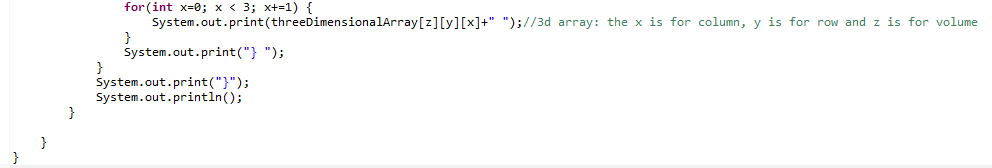 for(int x=0; x < 3; x+=1) {
System.out.print(threeDimensionalArray[z][y][x]+" ");//3d array: the x is for column, y is for row and z is for volume
}
System.out.print("} ");
}
System.out.print("}");
System.out.println();
}
}
}